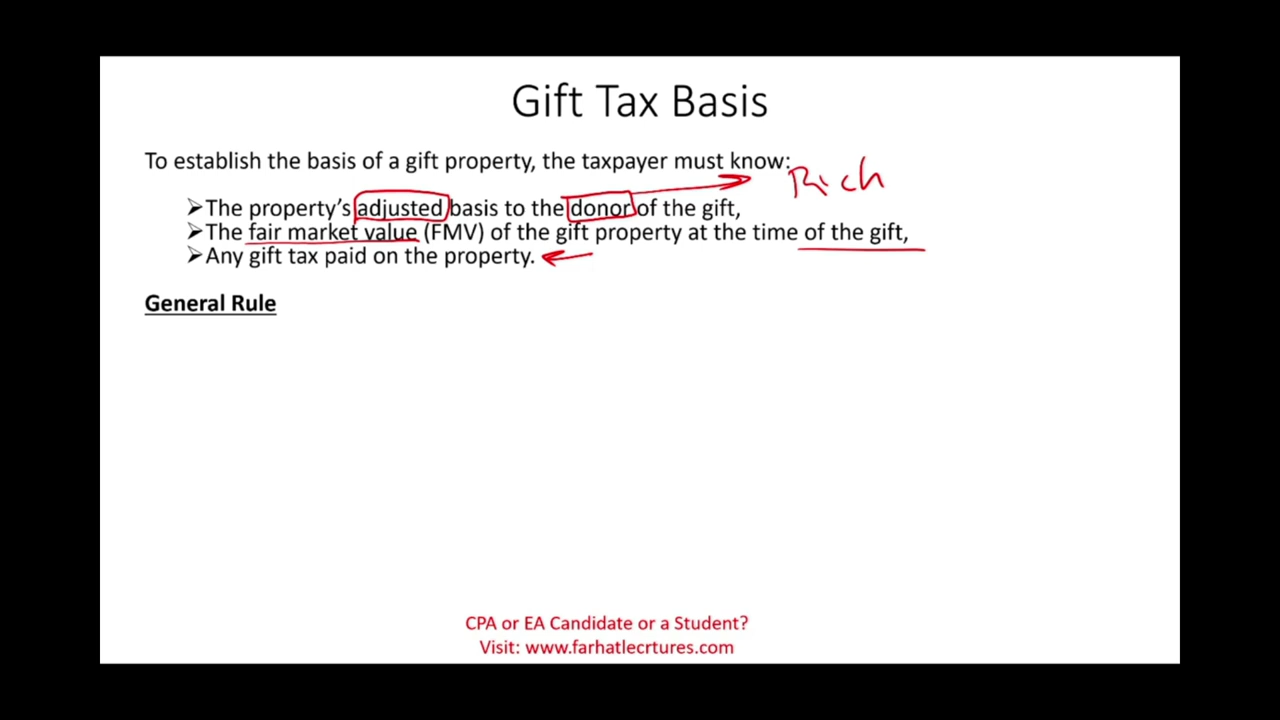 Gift Tax Basis
To establish the basis of a gift property, the taxpayer must know:
Rich
➢The property's adjusted basis to the donor of the gift,
➢The fair market value (FMV) of the gift property at the time of the gift,
➢Any gift tax paid on the property.
General Rule
CPA or EA Candidate or a Student?
Visit: www.farhatlecrtures.com